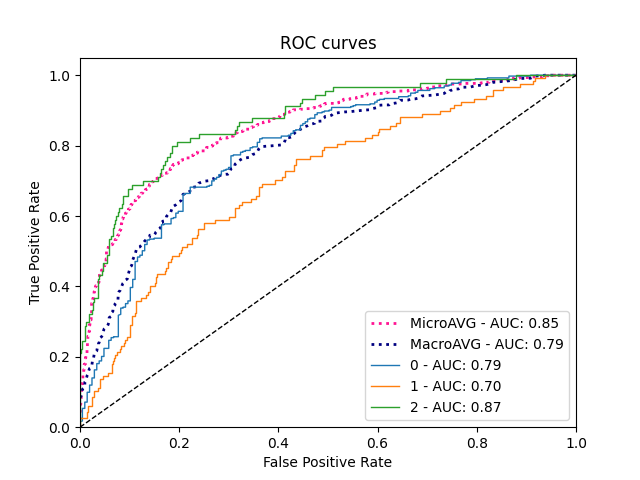 ROC curves
True Positive Rate
1.0
0.8
0.6
0.4
0.2
0.0
MicroAVG - AUC: 0.85
MacroAVG - AUC: 0.79
0 - AUC: 0.79
1 - AUC: 0.70
2 - AUC: 0.87
0.0 0.2 0.4 0.6 0.8 1.0
False Positive Rate